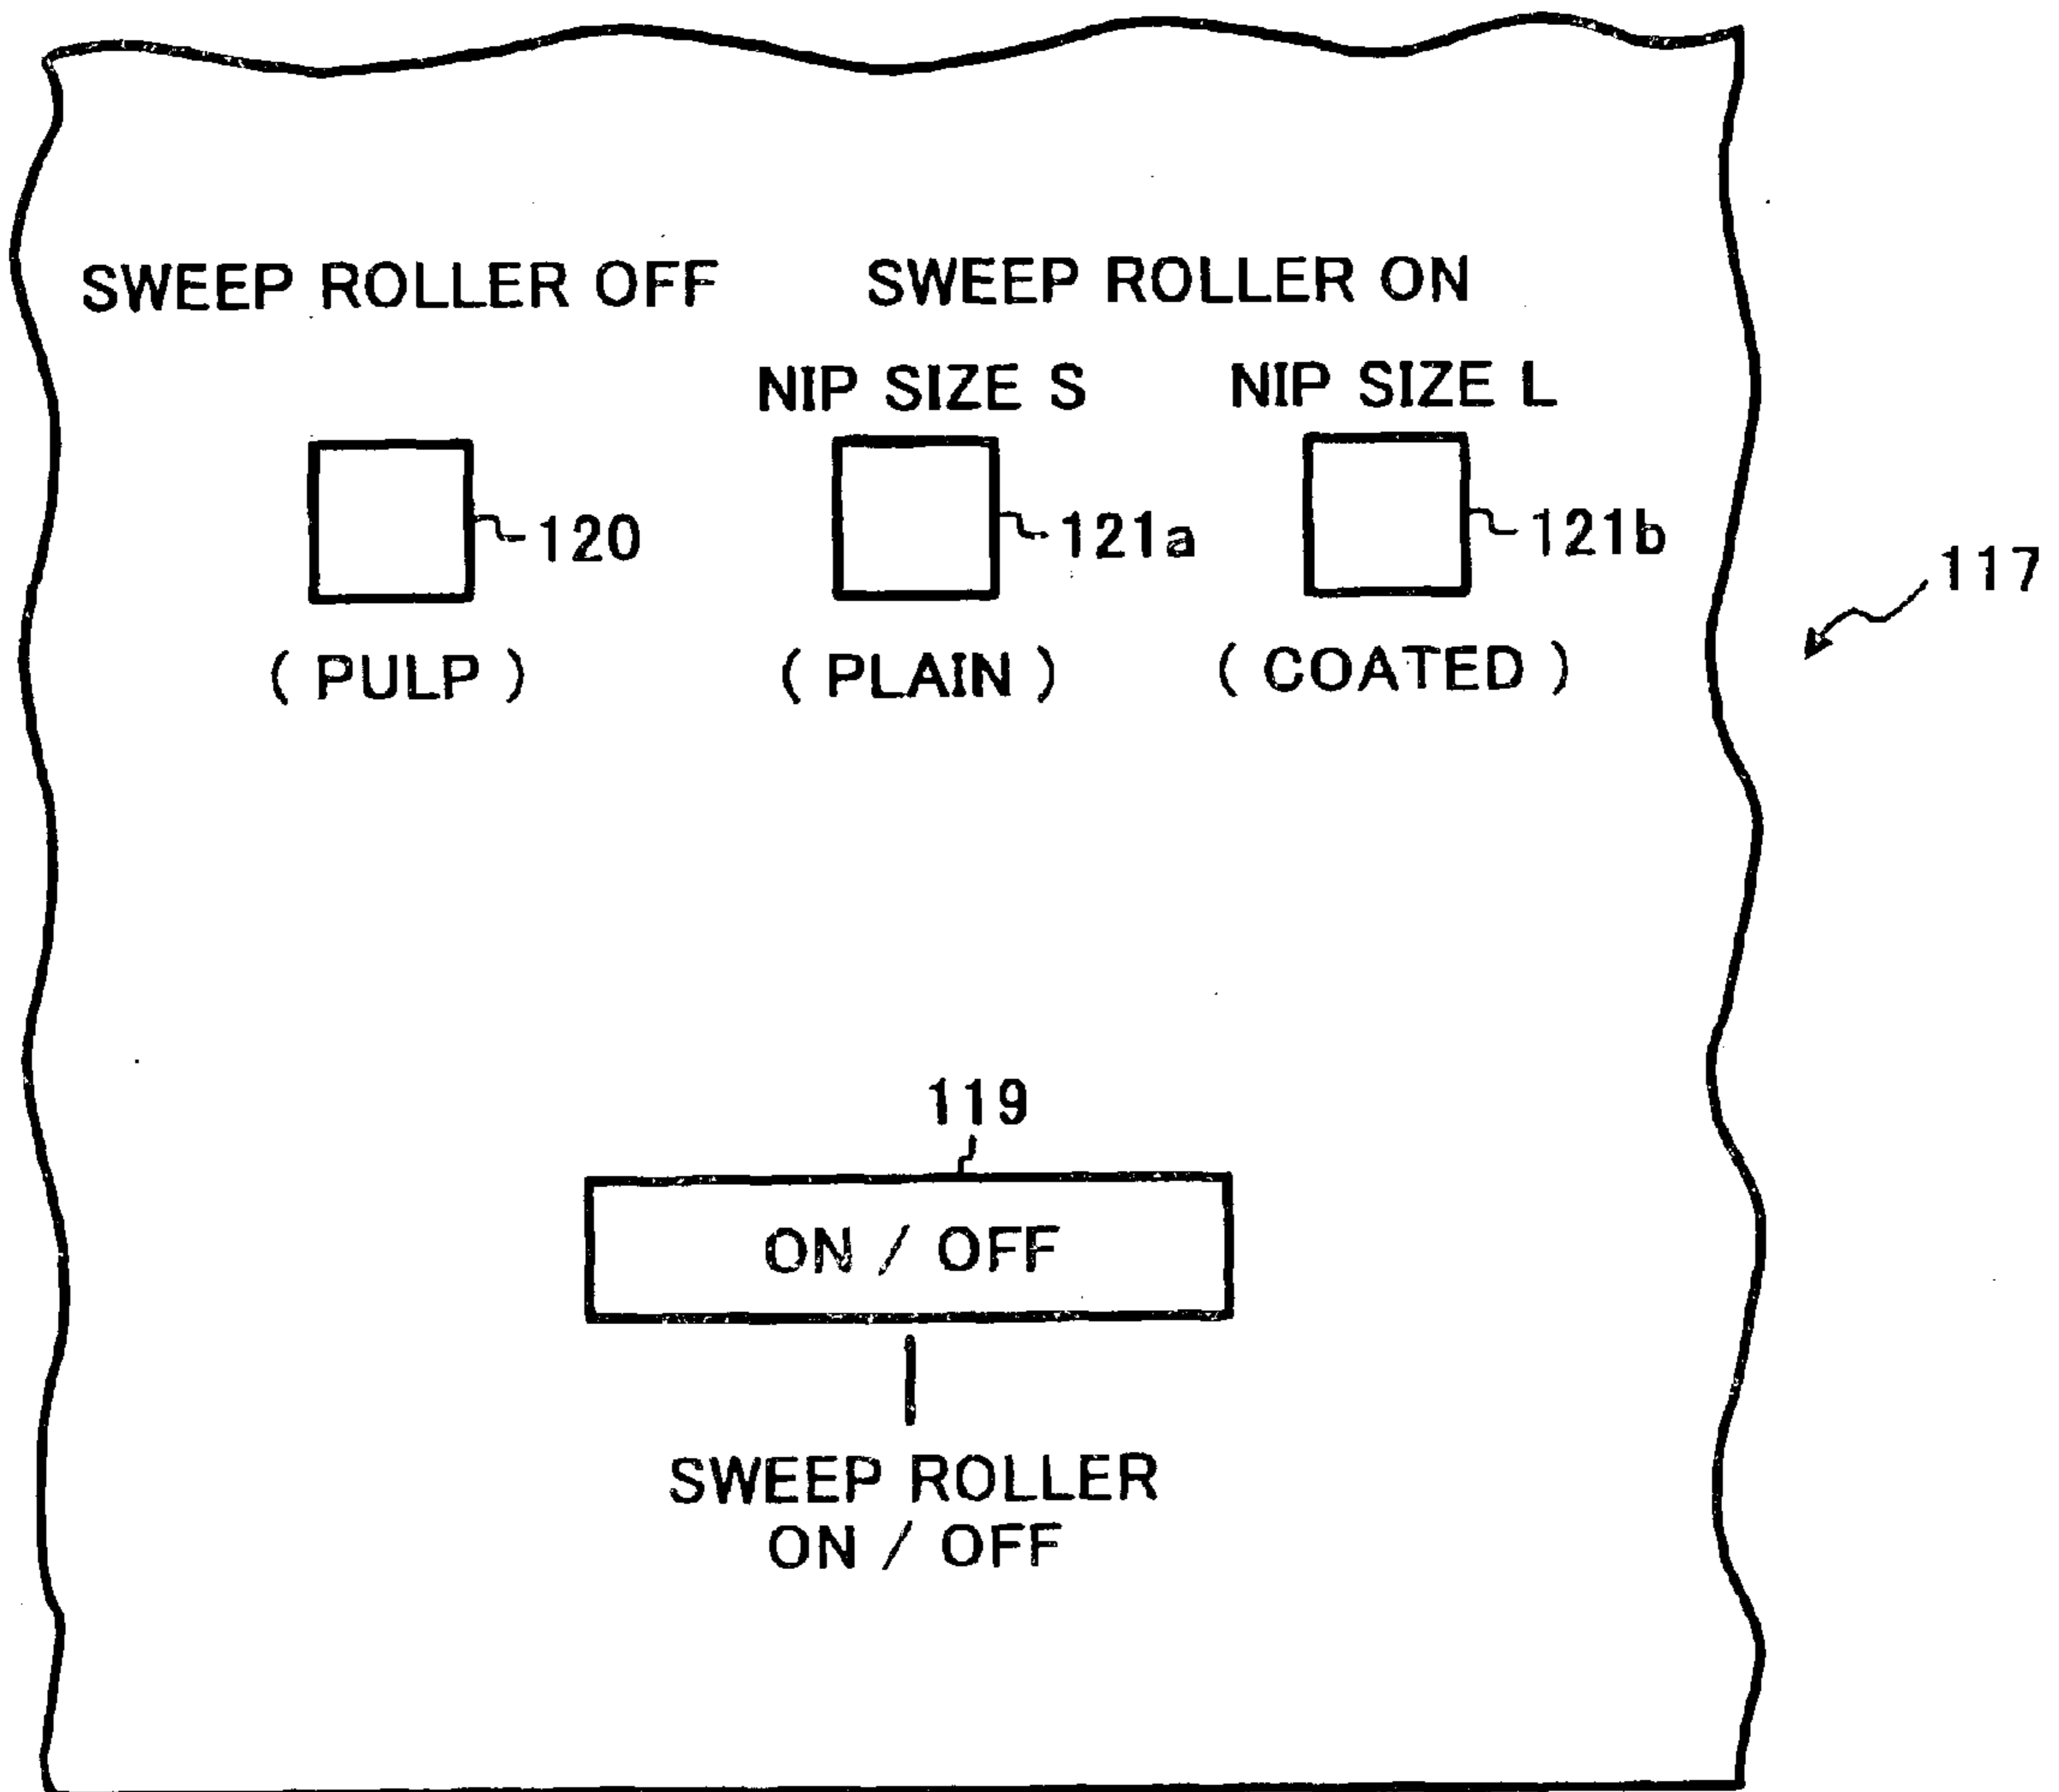 SWEEP ROLLER OFF
SWEEP ROLLER ON
NIP SIZE S
NIP SIZE L
120
121a
121b
117
( PULP )
( PLAIN )
( COATED )
119
ON / OFF
SWEEP ROLLER
ON / OFF